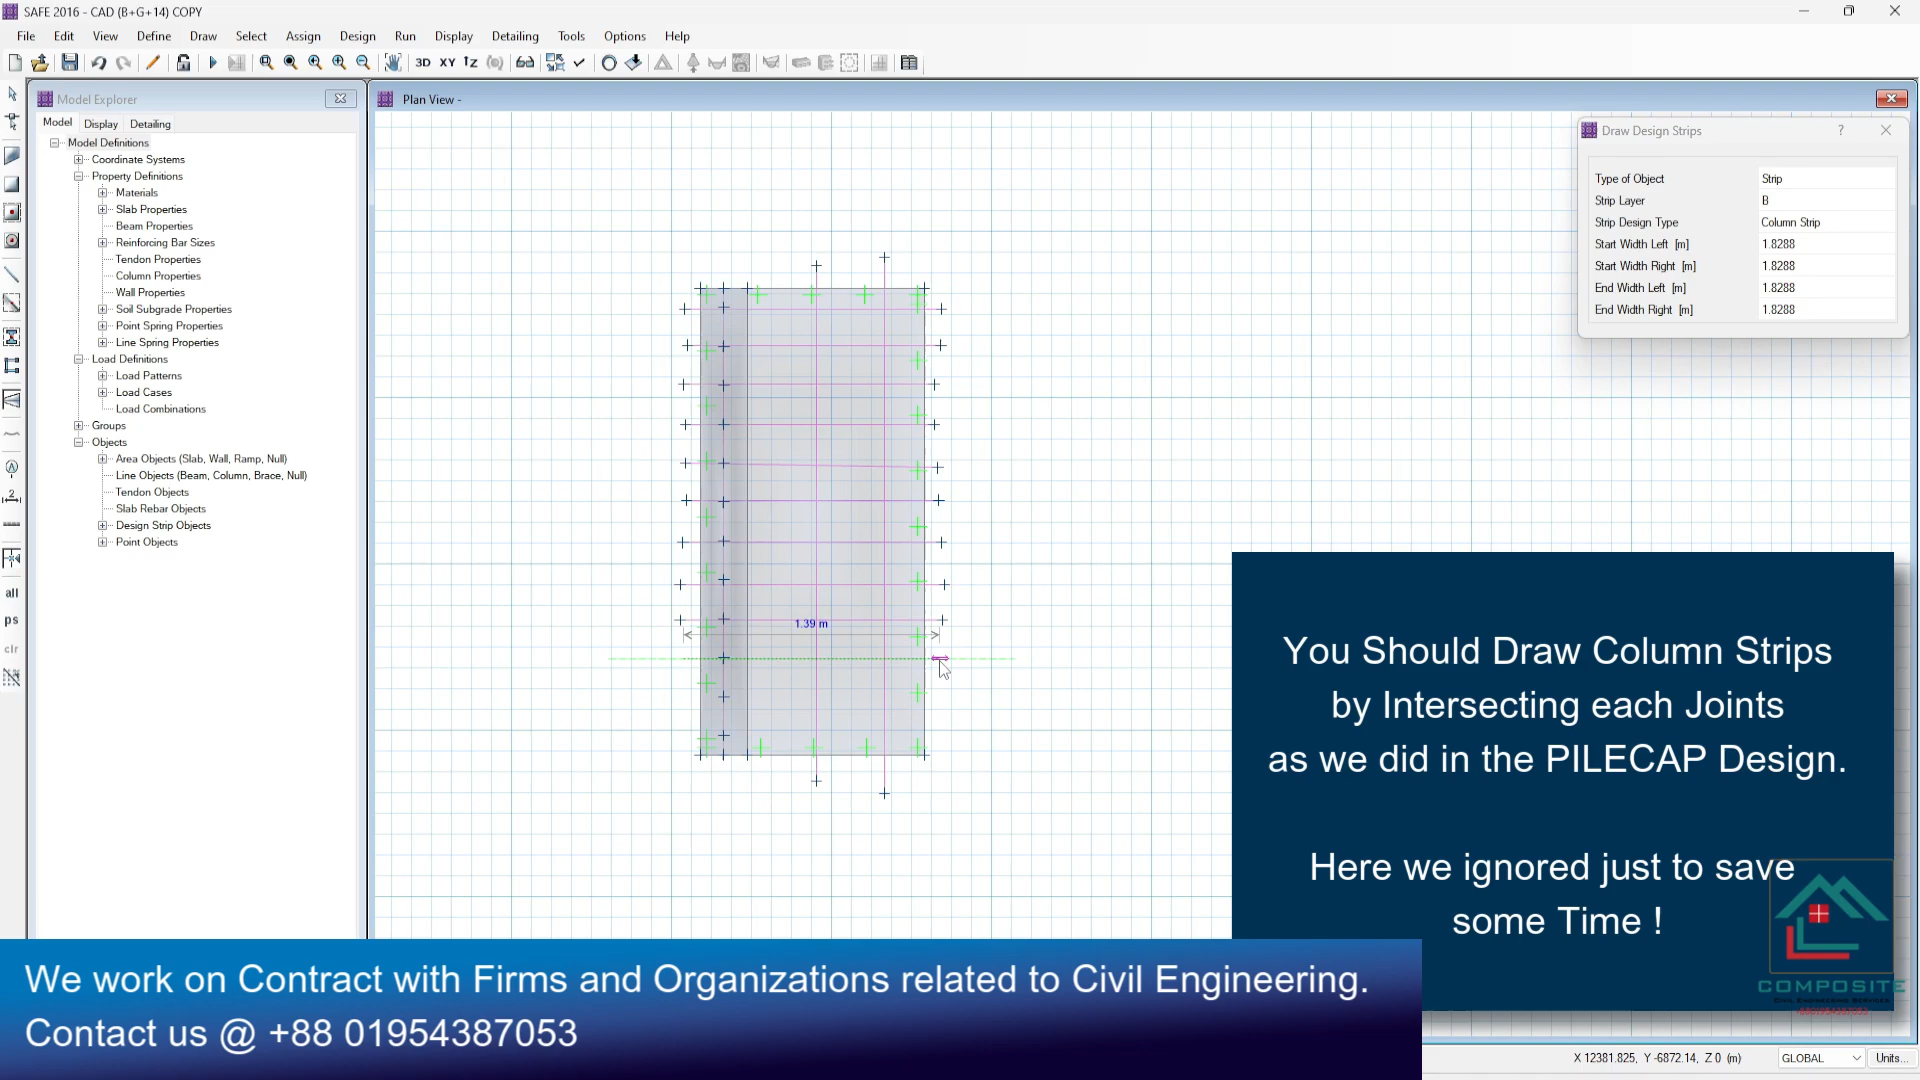 SAFE 2016 - CAD (B+G+14) COPY
File Edit View Define Draw Select Assign Design Run Display Detailing Tools Options Help
3D XY
Model Explorer
Model Display Detailing
Model Definitions
Coordinate Systems
Property Definitions
Materials
Slab Properties
Beam Properties
Reinforcing Bar Sizes
Tendon Properties
Column Properties
Wall Properties
Soil Subgrade Properties
Point Spring Properties
Line Spring Properties
Load Definitions
Load Patterns
Load Cases
Load Combinations
Groups
Objects
Area Objects (Slab, Wall, Ramp, Null)
Line Objects (Beam, Column, Brace, Null)
Tendon Objects
Slab Rebar Objects
Design Strip Objects
Point Objects
all
ps
clr
Plan View -
1.39 m
Draw Design Strips ?
Type of Object Strip
Strip Layer B
Strip Design Type Column Strip
Start Width Left [m] 1.8288
Start Width Right [m] 1.8288
End Width Left [m] 1.8288
End Width Right [m] 1.8288
You Should Draw Column Strips
by Intersecting each Joints
as we did in the PILECAP Design.
Here we ignored just to save
some Time !
COMPOSITE
We work on Contract with Firms and Organizations related to Civil Engineering.
Contact us @ +88 01954387053
X 12381.825, Y -6872.14, Z 0 (m) GLOBAL Units...